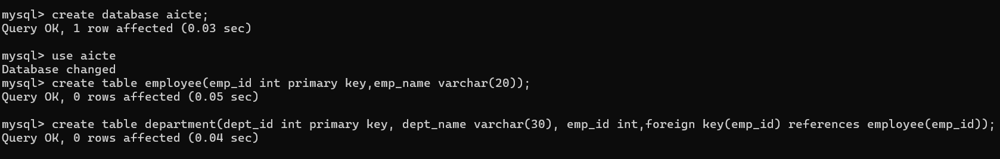 mysql> create database aicte;
Query OK, 1 row affected (0.03 sec)
mysql> use aicte
Database changed
mysql> create table employee(emp_id int primary key,emp_name varchar(20));
Query OK, 0 rows affected (0.05 sec)
mysql> create table department(dept_id int primary key, dept_name varchar(30), emp_id int,foreign key(emp_id) references employee(emp_id));
Query OK, 0 rows affected (0.04 sec)